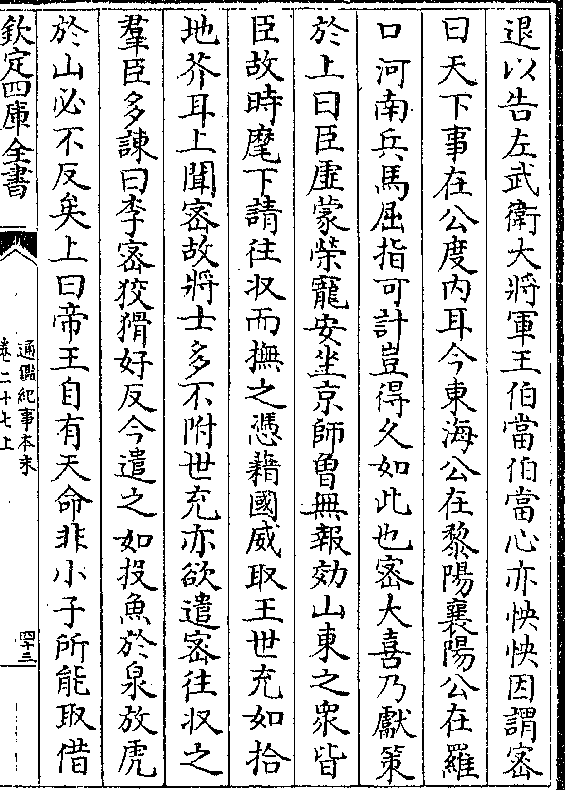 退以告左武衛大將軍王伯當伯當心亦怏怏因謂密
曰天下事在公度內耳今東海公在黎陽襄陽公在羅
口河南兵馬屈指可計豈得久如此也密大喜乃獻策
於上曰臣虛蒙榮寵安坐京師曾無報効山東之衆皆
臣故時麾下請往收而撫之憑藉國威取王世充如拾
地芥耳上聞密故將士多不附世充亦欲遣密往收之
羣臣多諫曰李密狡猾好反今遣之如投魚於泉放虎
於山必不反矣上曰帝王自有天命非小子所能取借
欽定四庫全書
通鑑紀事本末
卷二十七上
四十三